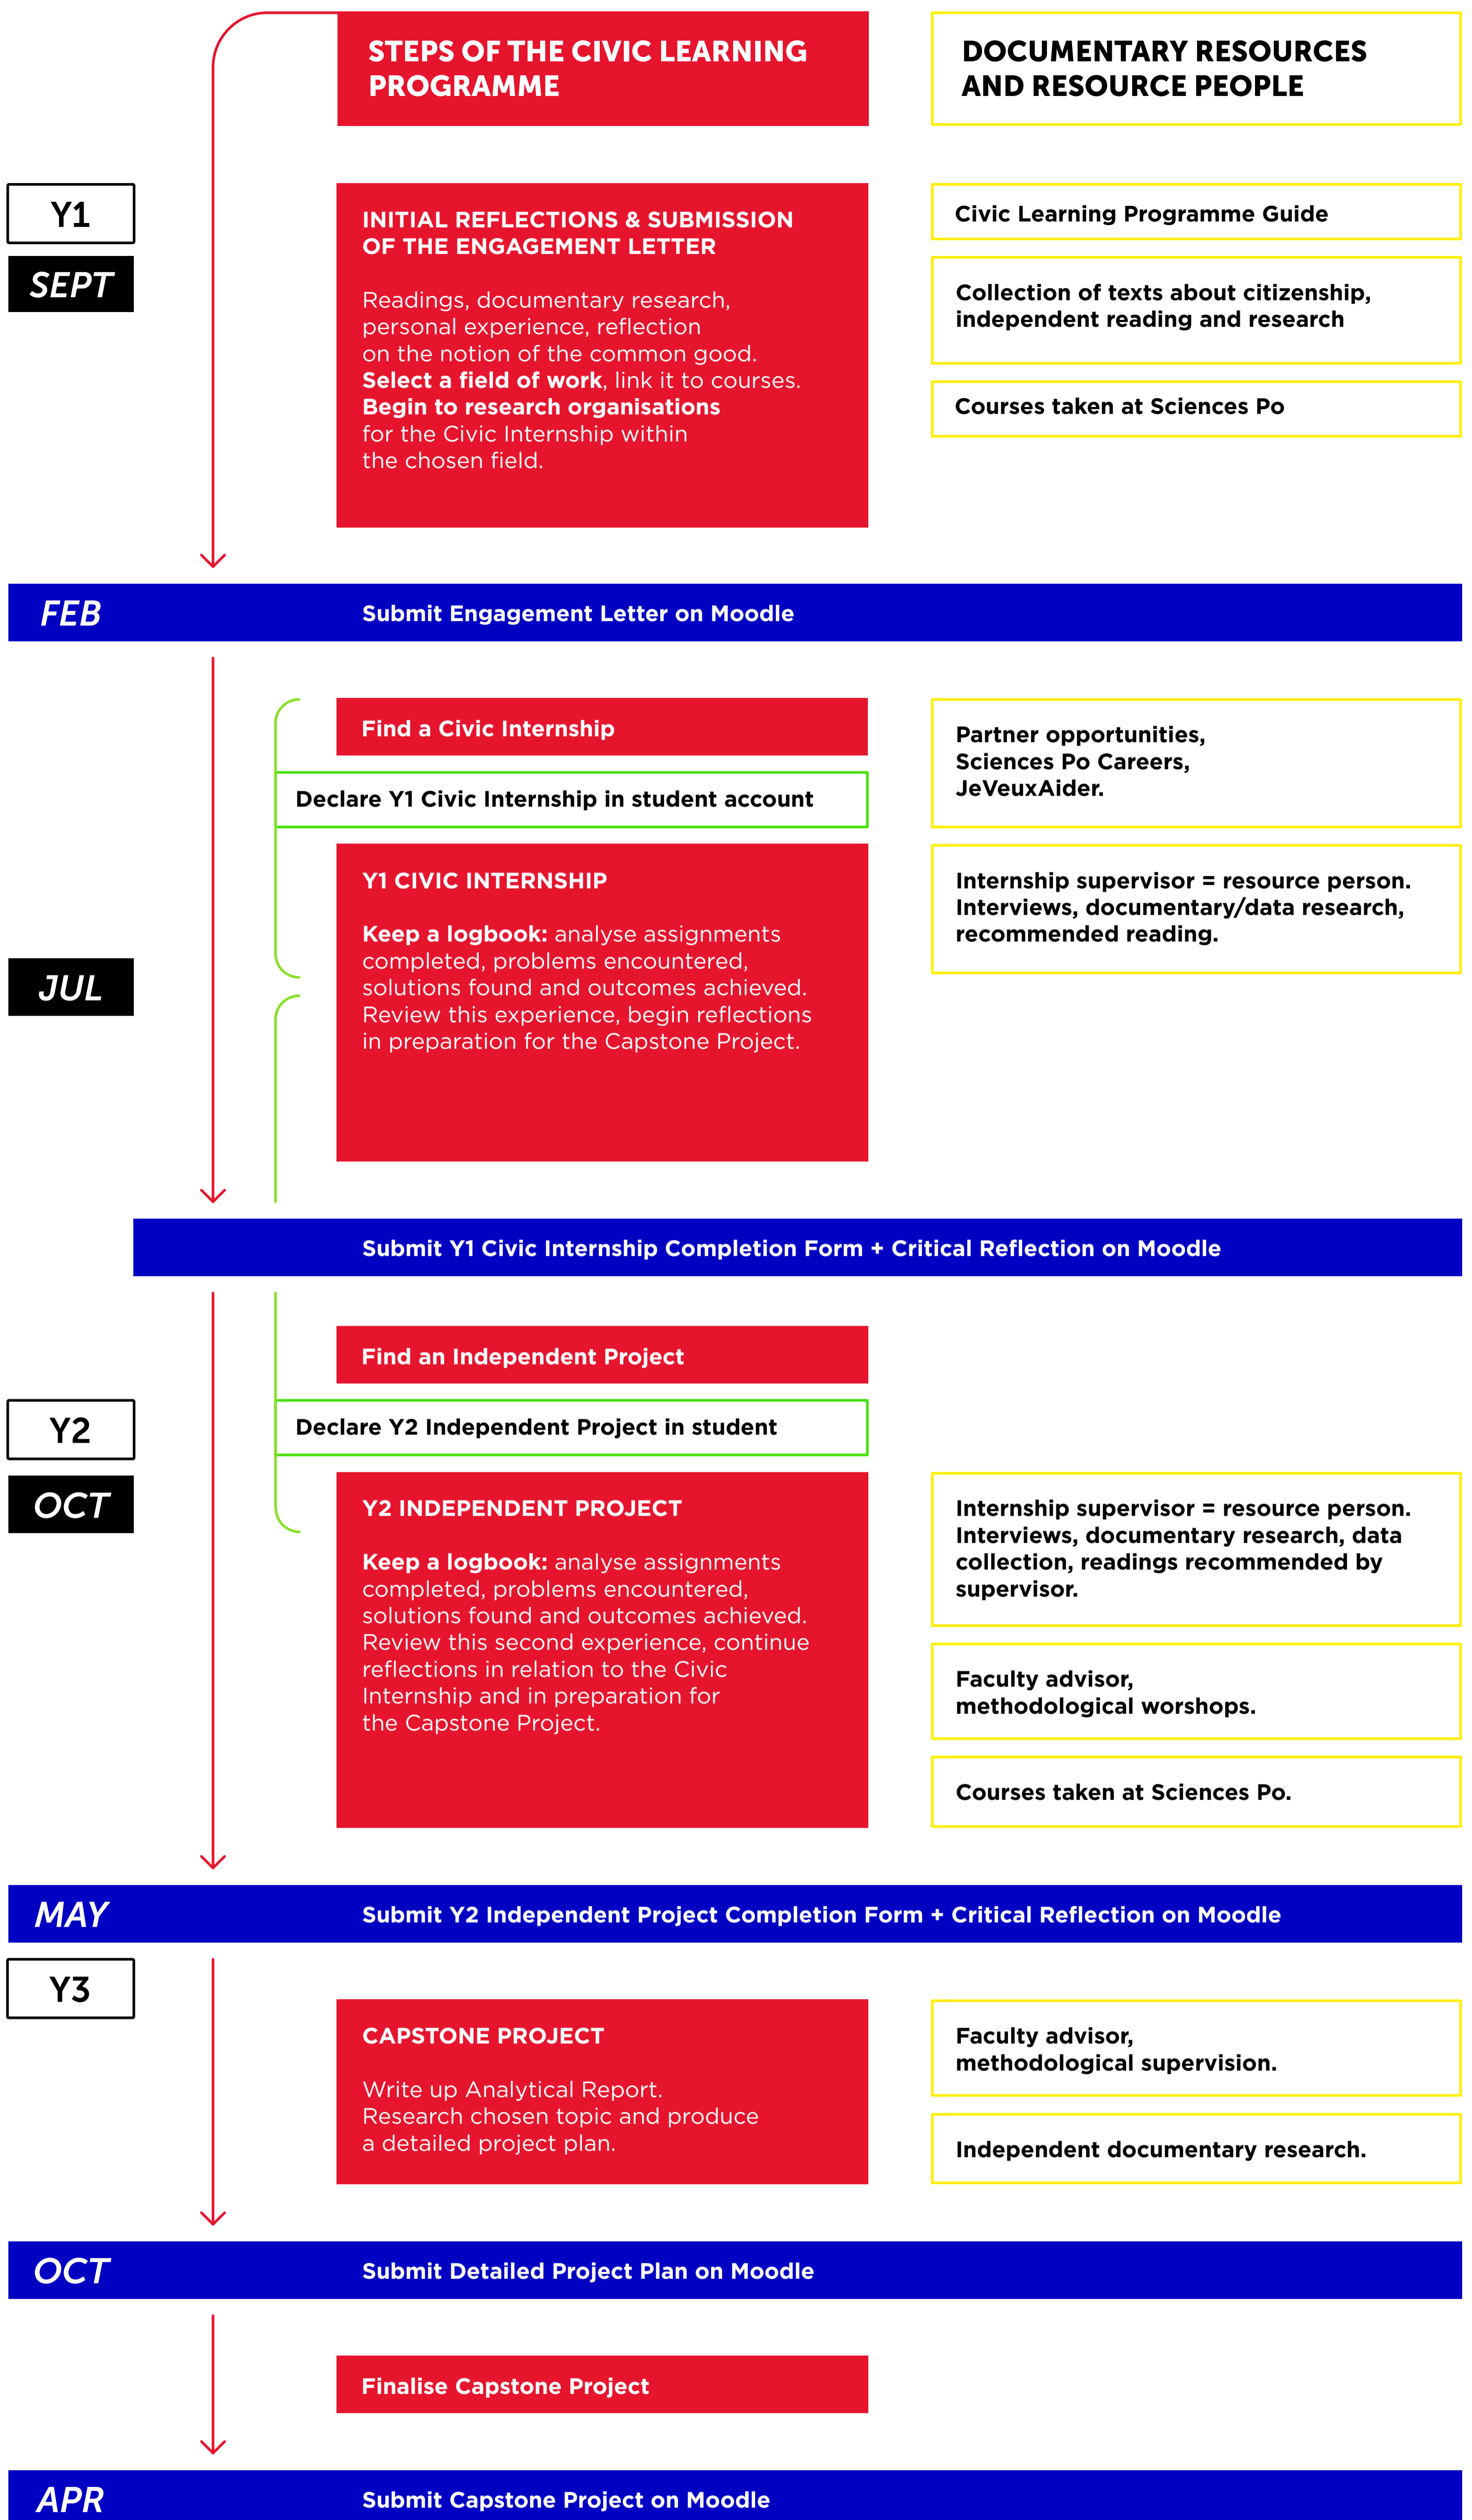 STEPS OF THE CIVIC LEARNING
PROGRAMME
DOCUMENTARY RESOURCES
AND RESOURCE PEOPLE
Y1
SEPT
INITIAL REFLECTIONS & SUBMISSION
OF THE ENGAGEMENT LETTER
Readings, documentary research,
personal experience, reflection
on the notion of the common good.
Select a field of work, link it to courses.
Begin to research organisations
for the Civic Internship within
the chosen field.
Civic Learning Programme Guide
Collection of texts about citizenship,
independent reading and research
Courses taken at Sciences Po
FEB
Submit Engagement Letter on Moodle
Find a Civic Internship
Declare Y1 Civic Internship in student account
Partner opportunities,
Sciences Po Careers,
JeVeuxAider.
JUL
Y1 CIVIC INTERNSHIP
Keep a logbook: analyse assignments
completed, problems encountered,
solutions found and outcomes achieved.
Review this experience, begin reflections
in preparation for the Capstone Project.
Internship supervisor = resource person.
Interviews, documentary/data research,
recommended reading.
Submit Y1 Civic Internship Completion Form + Critical Reflection on Moodle
Find an Independent Project
Y2
Declare Y2 Independent Project in student
OCT
Y2 INDEPENDENT PROJECT
Keep a logbook: analyse assignments
completed, problems encountered,
solutions found and outcomes achieved.
Review this second experience, continue
reflections in relation to the Civic
Internship and in preparation for
the Capstone Project.
Internship supervisor = resource person.
Interviews, documentary research, data
collection, readings recommended by
supervisor.
Faculty advisor,
methodological worshops.
Courses taken at Sciences Po.
MAY
Submit Y2 Independent Project Completion Form + Critical Reflection on Moodle
Y3
CAPSTONE PROJECT
Write up Analytical Report.
Research chosen topic and produce
a detailed project plan.
Faculty advisor,
methodological supervision.
Independent documentary research.
OCT
Submit Detailed Project Plan on Moodle
Finalise Capstone Project
APR
Submit Capstone Project on Moodle